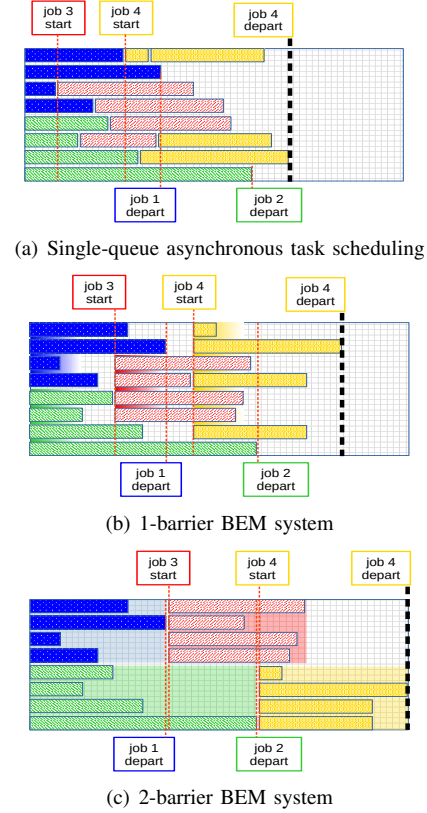 job 3
start
job 4
start
job 4
depart
job 1
depart
job 2
depart
(a) Single-queue asynchronous task scheduling
job 3
start
job 4
start
job 4
depart
job 1
depart
job 2
depart
(b) 1-barrier BEM system
job 3
start
job 4
start
job 4
depart
job 1
depart
job 2
depart
(c) 2-barrier BEM system